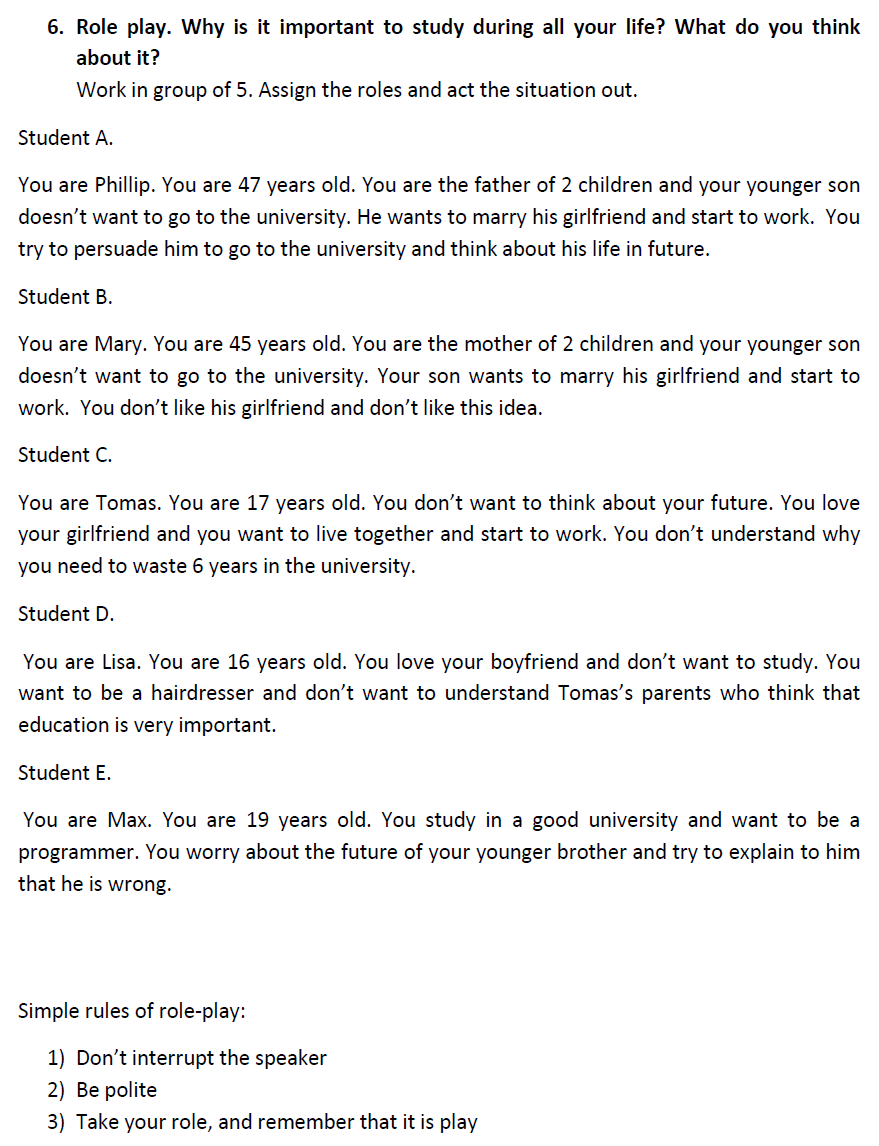 6. Role play. Why is it important to study during all your life? What do you think
about it?
Work in group of 5. Assign the roles and act the situation out.
Student A.
You are Phillip. You are 47 years old. You are the father of 2 children and your younger son
doesn’t want to go to the university. He wants to marry his girlfriend and start to work. You
try to persuade him to go to the university and think about his life in future.
Student B.
You are Mary. You are 45 years old. You are the mother of 2 children and your younger son
doesn’t want to go to the university. Your son wants to marry his girlfriend and start to
work. You don’t like his girlfriend and don’t like this idea.
Student C.
You are Tomas. You are 17 years old. You don’t want to think about your future. You love
your girlfriend and you want to live together and start to work. You don’t understand why
you need to waste 6 years in the university.
Student D.
You are Lisa. You are 16 years old. You love your boyfriend and don’t want to study. You
want to be a hairdresser and don’t want to understand Tomas’s parents who think that
education is very important.
Student E.
You are Max. You are 19 years old. You study in a good university and want to be a
programmer. You worry about the future of your younger brother and try to explain to him
that he is wrong.
Simple rules of role-play:
1) Don’t interrupt the speaker
2) Be polite
3) Take your role, and remember that it is play